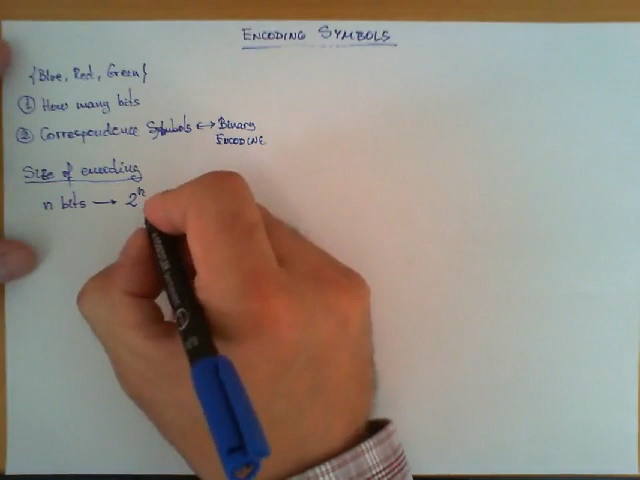 ENCODING SYMBOLS
{Blue, Red, Green}
① How many bits
② Correspondence Symbols ↔ Binary
ENCODING
Size of encoding
n bits → 2ⁿ